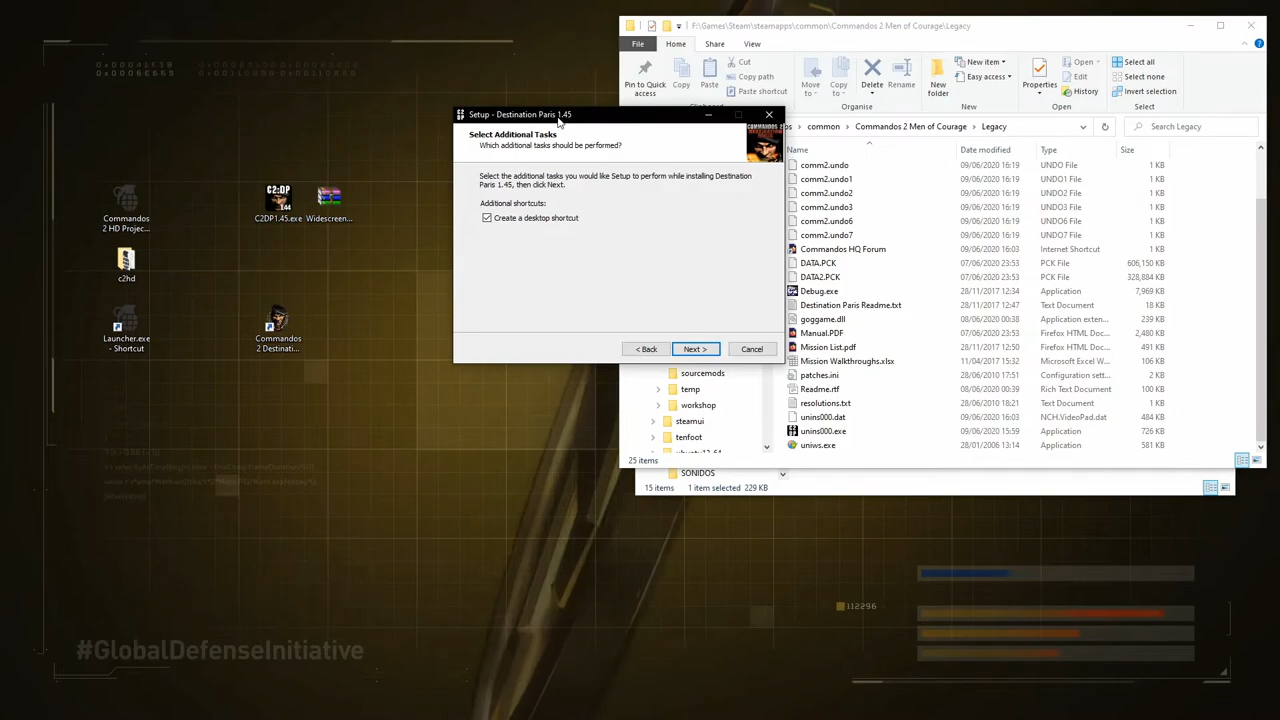 F:\Games\Steam\steamapps\common\Commandos 2 Men of Courage\Legacy
File Home Share View
Pin to Quick access
Copy
Paste
Cut
Copy path
Paste shortcut
Move to
Copy to
Delete
Rename
New folder
New item
Easy access
Properties
Open
Edit
History
Select all
Select none
Invert selection
Organise New Open Select
common Commandos 2 Men of Courage Legacy
Search Legacy
Name Date modified Type Size
comm2.undo 09/06/2020 16:19 UNDO File 1 KB
comm2.undo1 09/06/2020 16:19 UNDO1 File 1 KB
comm2.undo2 09/06/2020 16:19 UNDO2 File 1 KB
comm2.undo3 09/06/2020 16:19 UNDO3 File 1 KB
comm2.undo6 09/06/2020 16:19 UNDO6 File 1 KB
comm2.undo7 09/06/2020 16:19 UNDO7 File 1 KB
Commandos HQ Forum 09/06/2020 16:03 Internet Shortcut 1 KB
DATA.PCK 07/06/2020 23:53 PCK File 606,150 KB
DATA2.PCK 07/06/2020 23:53 PCK File 328,884 KB
Debug.exe 28/11/2017 12:34 Application 7,969 KB
Destination Paris Readme.txt 28/11/2017 12:47 Text Document 18 KB
goggame.dll 08/06/2020 00:38 Application exten... 239 KB
Manual.PDF 07/06/2020 23:53 Firefox HTML Doc... 2,480 KB
Mission List.pdf 28/11/2017 12:44 Firefox HTML Doc...
Mission Walkthroughs.xlsx 11/04/2017 15:32 Microsoft Excel W... 106 KB
patches.ini 28/06/2010 17:51 Configuration sett... 2 KB
Readme.rtf 08/06/2020 00:39 Rich Text Document 100 KB
resolutions.txt 28/06/2010 18:21 Text Document 1 KB
unins000.dat 09/06/2020 16:03 NCH.VideoPad.dat 484 KB
unins000.exe 09/06/2020 15:59 Application 726 KB
uniws.exe 28/01/2006 13:14 Application 581 KB
sourcemods
temp
workshop
steamui
tenfoot
25 items
SONIDOS
15 items 1 item selected 229 KB
Setup - Destination Paris 1.45
Select Additional Tasks
Which additional tasks should be performed?
Select the additional tasks you would like Setup to perform while installing Destination
Paris 1.45, then click Next.
Additional shortcuts:
Create a desktop shortcut
< Back Next > Cancel
Commandos
2 HD Projec...
C2:DP
1.44
C2DP1.45.exe
Widescreen...
c2hd
Launcher.exe
- Shortcut
Commandos
2 Destinati...
112296
#GlobalDefenseInitiative